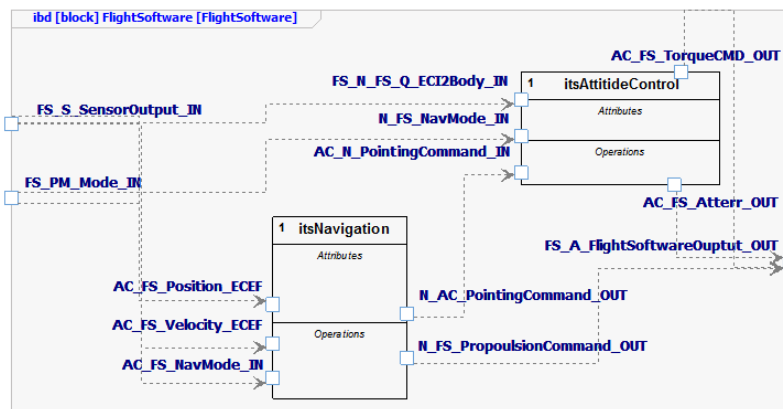 ibd [block] FlightSoftware [FlightSoftware]
AC_FS_TorqueCMD_OUT
FS_N_FS_Q_ECI2Body_IN
1 itsAttitideControl
FS_S_SensorOutput_IN
Attributes
N_FS_NavMode_IN
AC_N_PointingCommand_IN
Operations
FS_PM_Mode_IN
AC_FS_Atterr_OUT
1 itsNavigation
FS_A_FlightSoftwareOuptut_OUT
Attributes
AC_FS_Position_ECEF
N_AC_PointingCommand_OUT
AC_FS_Velocity_ECEF
Operations
N_FS_PropoulsionCommand_OUT
AC_FS_NavMode_IN